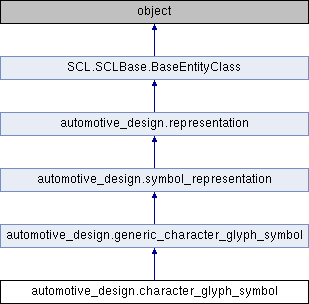 object
SCL.SCLBase.BaseEntityClass
automotive_design.representation
automotive_design.symbol_representation
automotive_design.generic_character_glyph_symbol
automotive_design.character_glyph_symbol